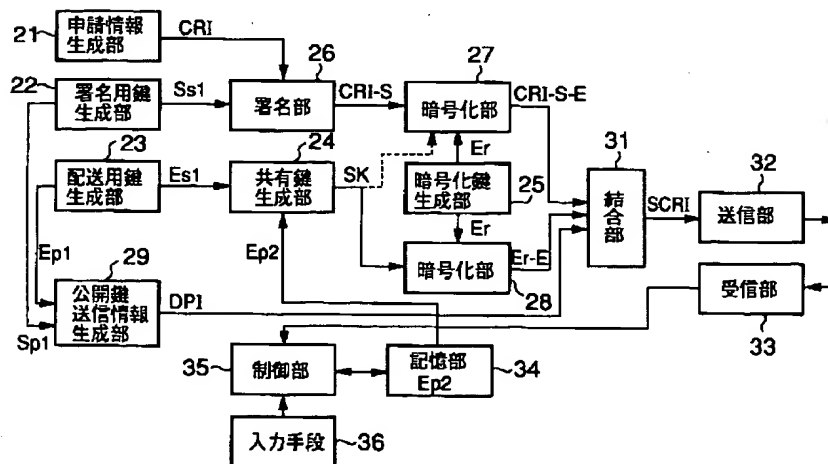 21
申請情報
生成部
CRI
22
署名用鍵
生成部
Ss1
26
署名部
CRI-S
27
暗号化部
CRI-S-E
23
配送用鍵
生成部
Es1
24
共有鍵
生成部
SK
Er
暗号化鍵
生成部
25
Er
31
結合部
SCRI
32
送信部
Ep1
29
公開鍵
送信情報
生成部
Sp1
DPI
Ep2
暗号化部
28
Er-E
受信部
33
35
制御部
記憶部
Ep2
34
入力手段
36